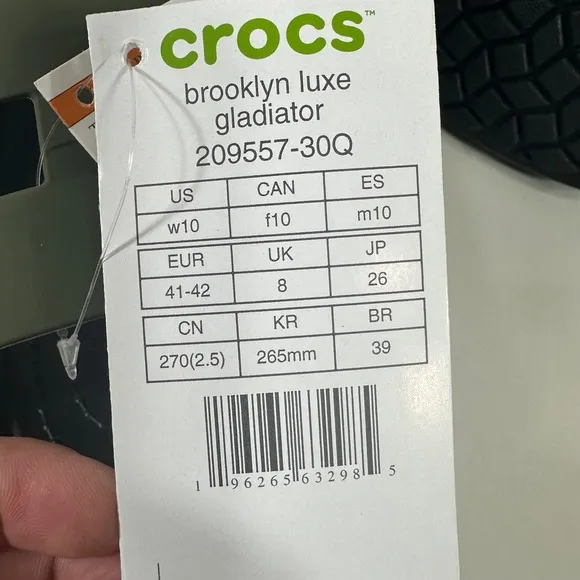 crocs™
brooklyn luxe
gladiator
209557-30Q
US CAN ES
w10 f10 m10
EUR UK JP
41-42 8 26
CN KR BR
270(2.5) 265mm 39
1 96265 63298 5